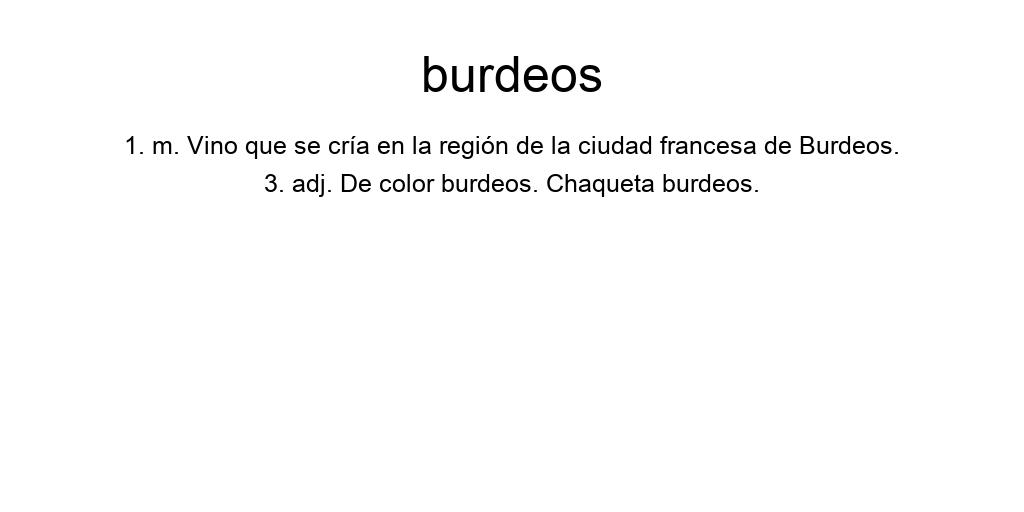 burdeos
1. m. Vino que se cría en la región de la ciudad francesa de Burdeos.
3. adj. De color burdeos. Chaqueta burdeos.